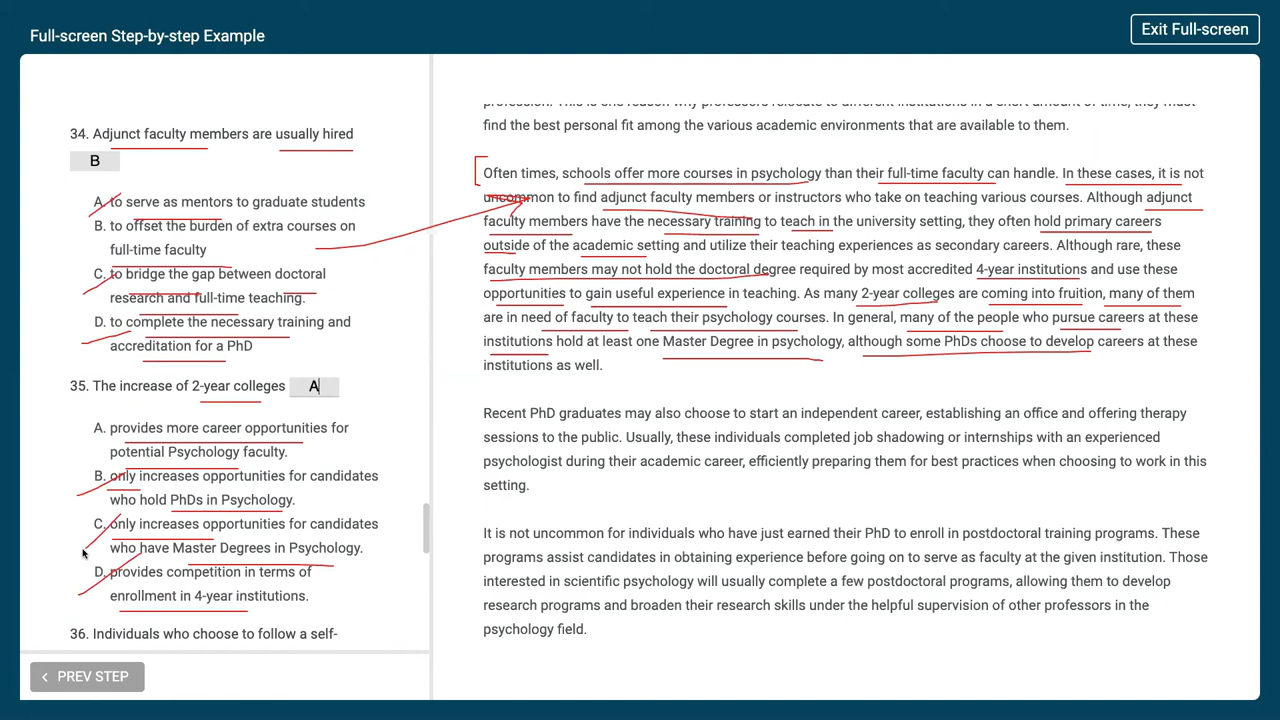 Full-screen Step-by-step Example
Exit Full-screen
34. Adjunct faculty members are usually hired
B
A. to serve as mentors to graduate students
B. to offset the burden of extra courses on
full-time faculty
C. to bridge the gap between doctoral
research and full-time teaching.
D. to complete the necessary training and
accreditation for a PhD
35. The increase of 2-year colleges A
A. provides more career opportunities for
potential Psychology faculty.
B. only increases opportunities for candidates
who hold PhDs in Psychology.
C. only increases opportunities for candidates
who have Master Degrees in Psychology.
D. provides competition in terms of
enrollment in 4-year institutions.
36. Individuals who choose to follow a self-
PREV STEP
profession. This is one reason why professors relocate to different institutions in a short amount of time, they must
find the best personal fit among the various academic environments that are available to them.
Often times, schools offer more courses in psychology than their full-time faculty can handle. In these cases, it is not
uncommon to find adjunct faculty members or instructors who take on teaching various courses. Although adjunct
faculty members have the necessary training to teach in the university setting, they often hold primary careers
outside of the academic setting and utilize their teaching experiences as secondary careers. Although rare, these
faculty members may not hold the doctoral degree required by most accredited 4-year institutions and use these
opportunities to gain useful experience in teaching. As many 2-year colleges are coming into fruition, many of them
are in need of faculty to teach their psychology courses. In general, many of the people who pursue careers at these
institutions hold at least one Master Degree in psychology, although some PhDs choose to develop careers at these
institutions as well.
Recent PhD graduates may also choose to start an independent career, establishing an office and offering therapy
sessions to the public. Usually, these individuals completed job shadowing or internships with an experienced
psychologist during their academic career, efficiently preparing them for best practices when choosing to work in this
setting.
It is not uncommon for individuals who have just earned their PhD to enroll in postdoctoral training programs. These
programs assist candidates in obtaining experience before going on to serve as faculty at the given institution. Those
interested in scientific psychology will usually complete a few postdoctoral programs, allowing them to develop
research programs and broaden their research skills under the helpful supervision of other professors in the
psychology field.